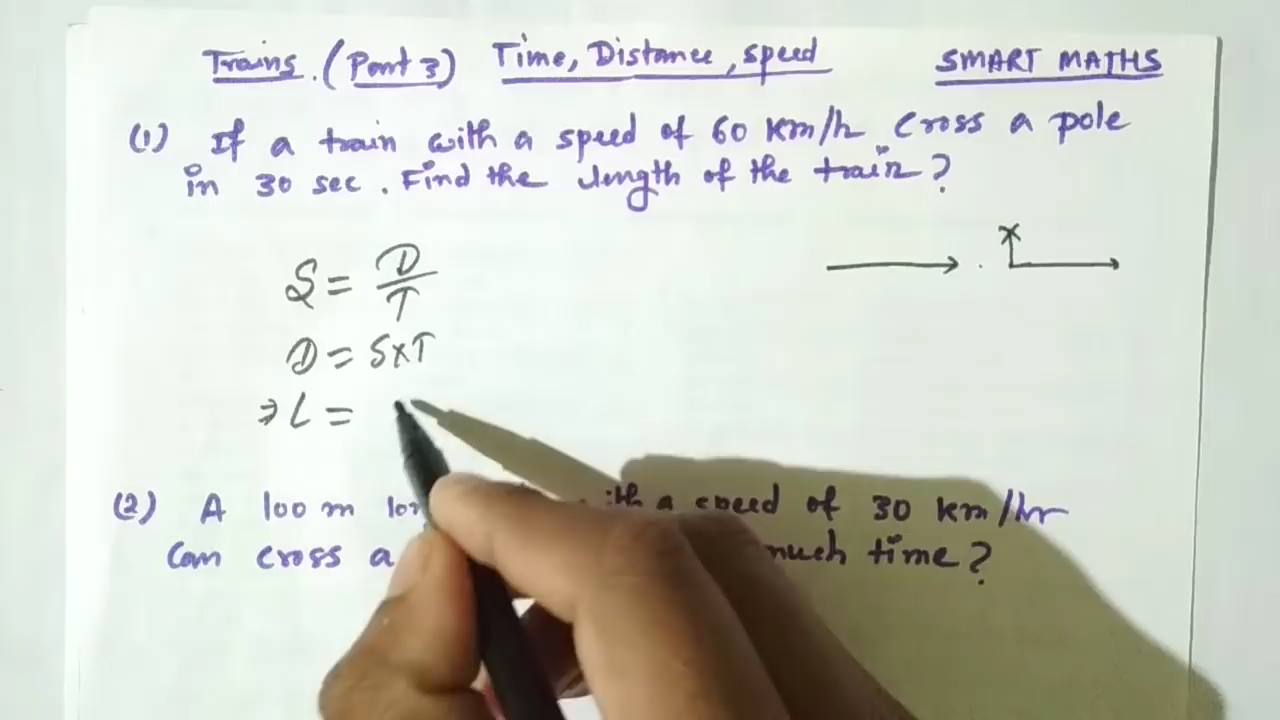 Trains. (Part 3) Time, Distance, speed SMART MATHS
(1) If a train with a speed of 60 Km/h cross a pole
in 30 sec. Find the length of the train?
S = D/T
D = S×T
⇒ L =
(2) A 100 m with a speed of 30 km/hr
Can cross a much time?